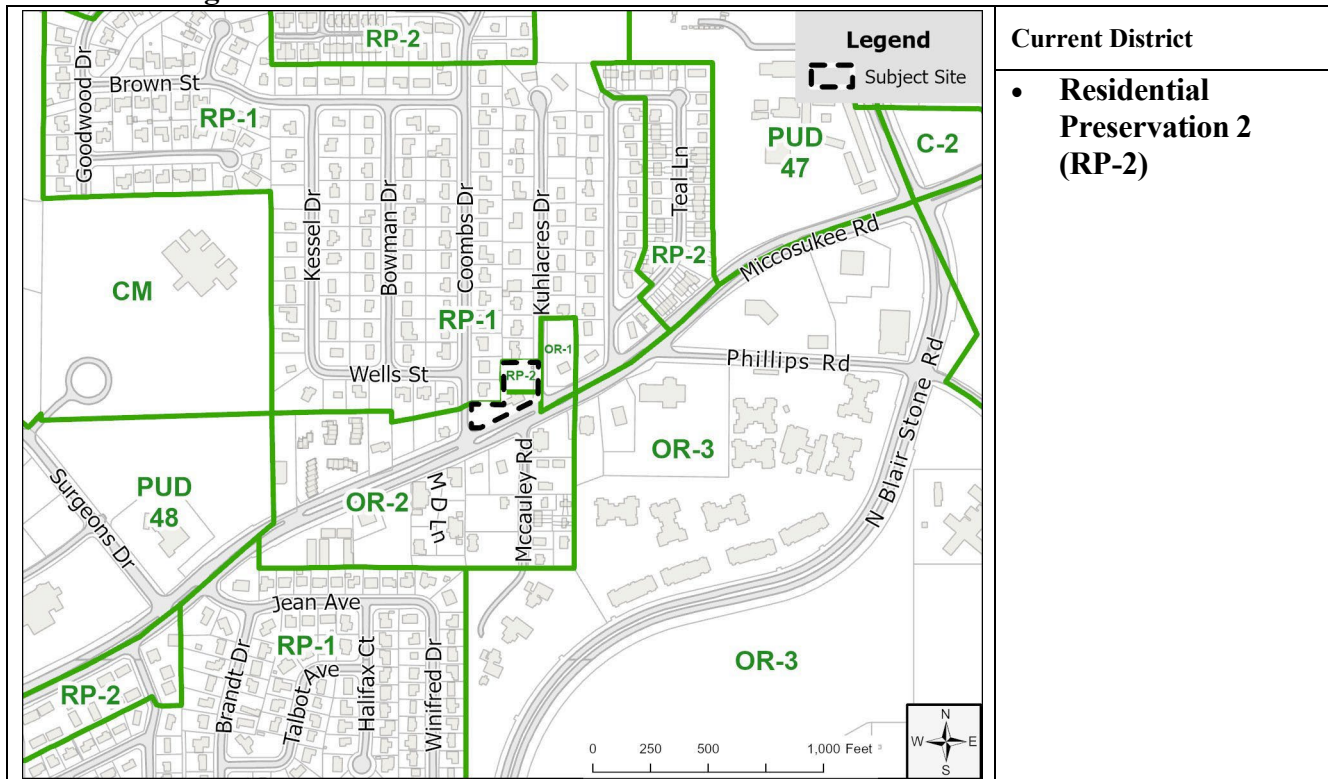 Legend
Subject Site
RP-2
Goodwood Dr
Brown St
RP-1
Kessel Dr
Bowman Dr
Coombs Dr
Kuhlacres Dr
Teal Ln
PUD
47
C-2
Miccosukee Rd
RP-2
CM
RP-1
OR-1
RP-2
Wells St
Phillips Rd
N Blair Stone Rd
OR-3
Surgeons Dr
PUD
48
OR-2
M D Ln
Mccauley Rd
Jean Ave
RP-1
Brandt Dr
Talbot Ave
Halifax Ct
Winifred Dr
RP-2
OR-3
0 250 500 1,000 Feet
N
W E
S
Current District
• Residential
Preservation 2
(RP-2)